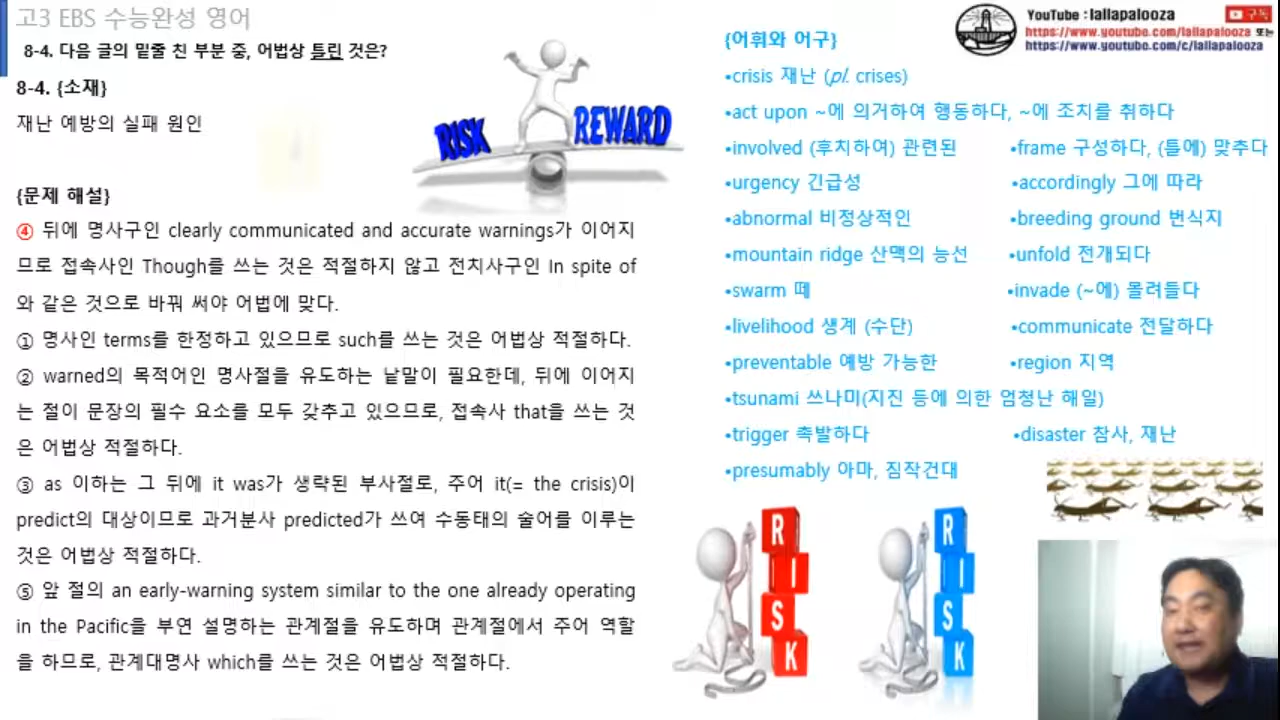 고3 EBS 수능완성 영어
8-4. 다음 글의 밑줄 친 부분 중, 어법상 틀린 것은?
8-4. {소재}
재난 예방의 실패 원인
RISK
REWARD
{문제 해설}
④ 뒤에 명사구인 clearly communicated and accurate warnings가 이어지
므로 접속사인 Though를 쓰는 것은 적절하지 않고 전치사구인 In spite of
와 같은 것으로 바꿔 써야 어법에 맞다.
① 명사인 terms를 한정하고 있으므로 such를 쓰는 것은 어법상 적절하다.
② warned의 목적어인 명사절을 유도하는 낱말이 필요한데, 뒤에 이어지
는 절이 문장의 필수 요소를 모두 갖추고 있으므로, 접속사 that을 쓰는 것
은 어법상 적절하다.
③ as 이하는 그 뒤에 it was가 생략된 부사절로, 주어 it(= the crisis)이
predict의 대상이므로 과거분사 predicted가 쓰여 수동태의 술어를 이루는
것은 어법상 적절하다.
⑤ 앞 절의 an early-warning system similar to the one already operating
in the Pacific을 부연 설명하는 관계절을 유도하며 관계절에서 주어 역할
을 하므로, 관계대명사 which를 쓰는 것은 어법상 적절하다.
YouTube : lallapalooza 구독
https://www.youtube.com/lallapalooza 또는
https://www.youtube.com/c/lallapalooza
{어휘와 어구}
•crisis 재난 (pl. crises)
•act upon ~에 의거하여 행동하다, ~에 조치를 취하다
•involved (후치하여) 관련된 •frame 구성하다, (틀에) 맞추다
•urgency 긴급성 •accordingly 그에 따라
•abnormal 비정상적인 •breeding ground 번식지
•mountain ridge 산맥의 능선 •unfold 전개되다
•swarm 떼 •invade (~에) 몰려들다
•livelihood 생계 (수단) •communicate 전달하다
•preventable 예방 가능한 •region 지역
•tsunami 쓰나미(지진 등에 의한 엄청난 해일)
•trigger 촉발하다 •disaster 참사, 재난
•presumably 아마, 짐작건대
R I S K
R I S K